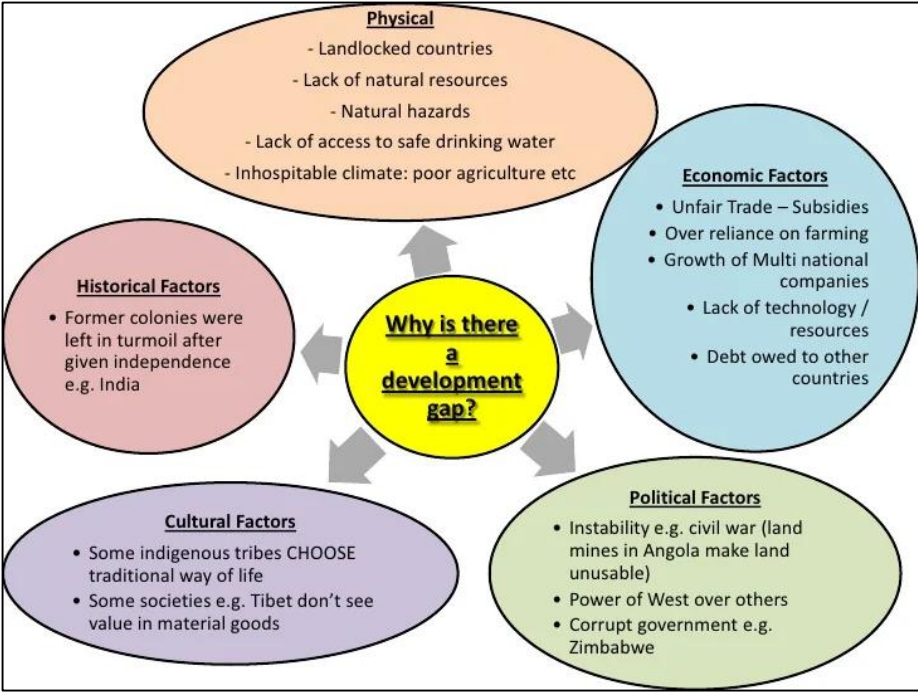 Physical
- Landlocked countries
- Lack of natural resources
- Natural hazards
- Lack of access to safe drinking water
- Inhospitable climate: poor agriculture etc
Economic Factors
• Unfair Trade – Subsidies
• Over reliance on farming
• Growth of Multi national
companies
• Lack of technology /
resources
• Debt owed to other
countries
Historical Factors
• Former colonies were
left in turmoil after
given independence
e.g. India
Why is there
a
development
gap?
Cultural Factors
• Some indigenous tribes CHOOSE
traditional way of life
• Some societies e.g. Tibet don't see
value in material goods
Political Factors
• Instability e.g. civil war (land
mines in Angola make land
unusable)
• Power of West over others
• Corrupt government e.g.
Zimbabwe